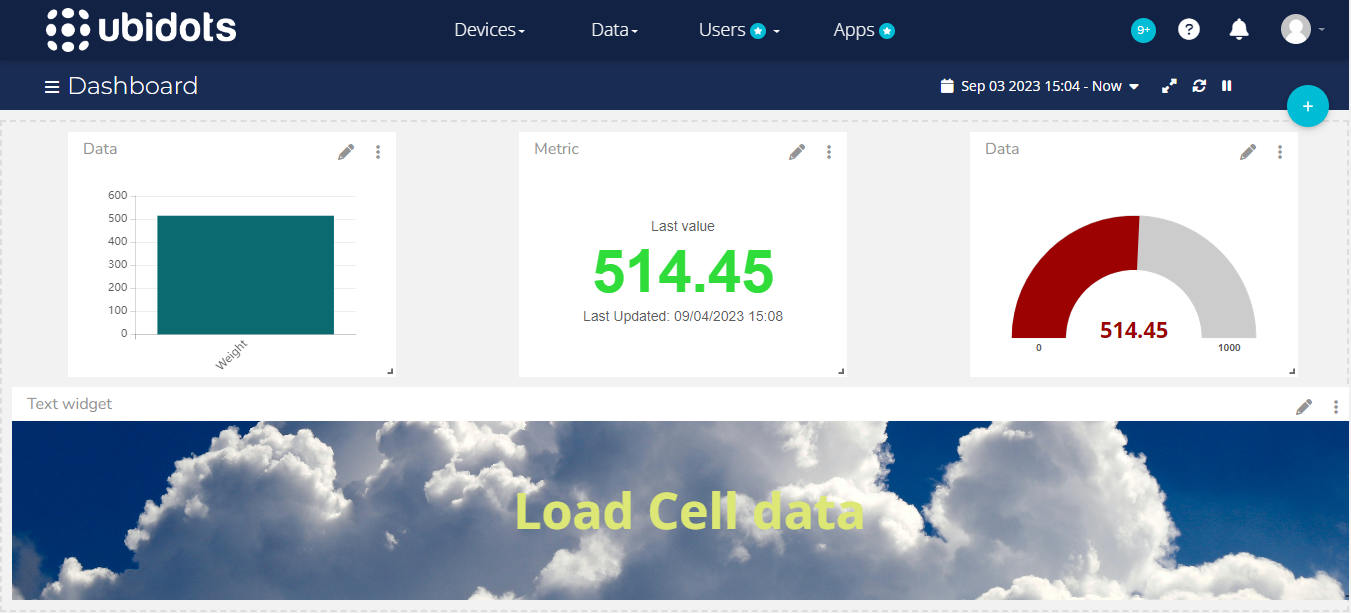 ubidots
Devices
Data
Users
Apps
9+
?
Dashboard
Sep 03 2023 15:04 - Now
+
Data
600
500
400
300
200
100
0
Weight
Metric
Last value
514.45
Last Updated: 09/04/2023 15:08
Data
514.45
0
1000
Text widget
Load Cell data